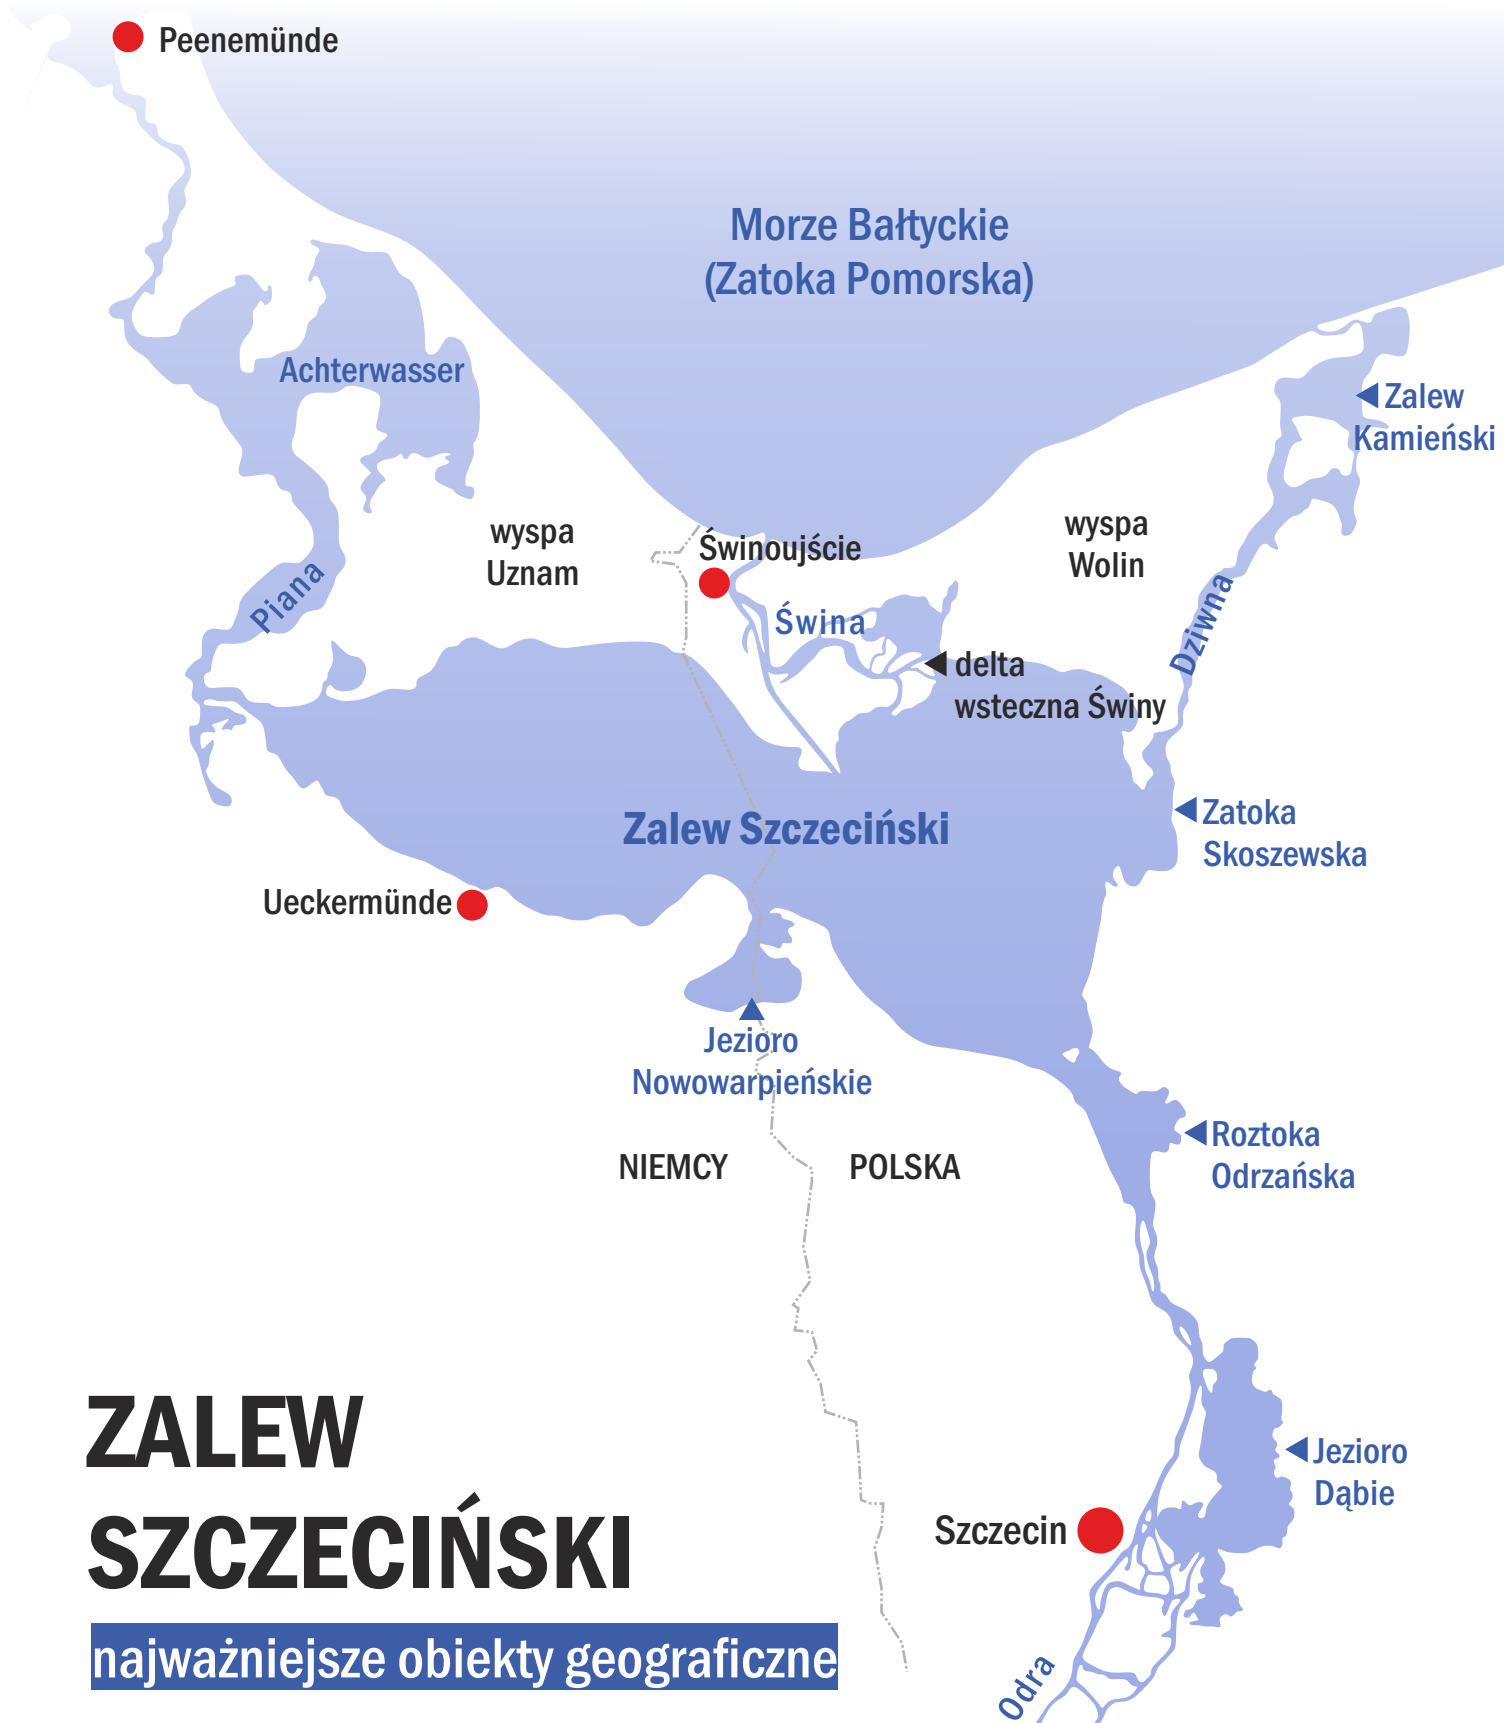 Peenemünde
Morze Bałtyckie
(Zatoka Pomorska)
Achterwasser
Zalew
Kamieński
wyspa
Uznam
Świnoujście
wyspa
Wolin
Piana
Świna
Dziwna
delta
wsteczna Świny
Zalew Szczeciński
Zatoka
Skoszewska
Ueckermünde
Jezioro
Nowowarpieńskie
Roztoka
Odrzańska
NIEMCY
POLSKA
Jezioro
Dąbie
Szczecin
Odra
ZALEW
SZCZECIŃSKI
najważniejsze obiekty geograficzne